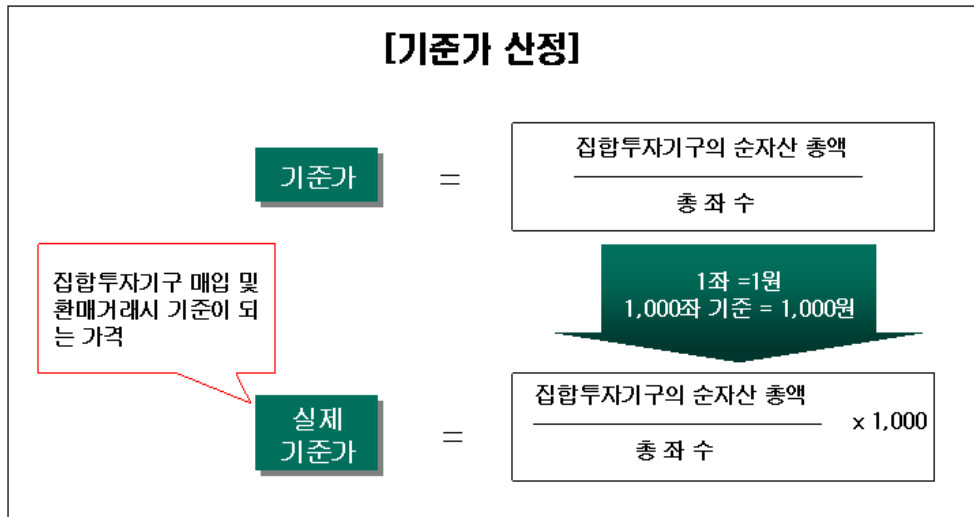 [기준가 산정]
기준가
=
집합투자기구의 순자산 총액
총 좌 수
집합투자기구 매입 및
환매거래시 기준이 되
는 가격
1좌 =1원
1,000좌 기준 = 1,000원
실제
기준가
=
집합투자기구의 순자산 총액
총 좌 수
x 1,000